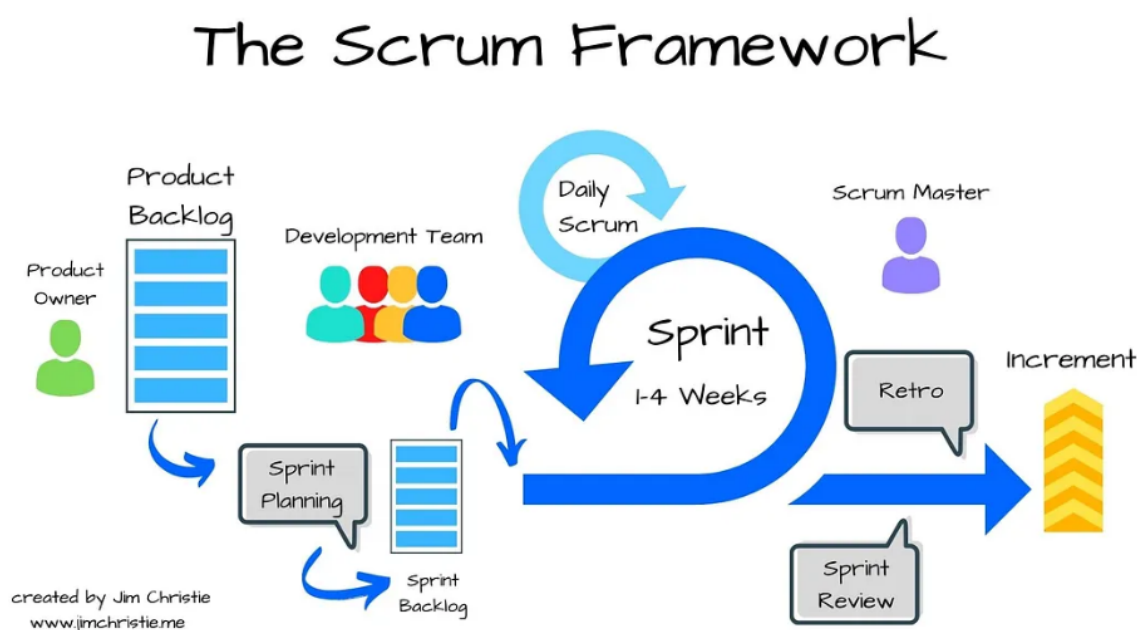 The Scrum Framework
Product
Backlog
Product
Owner
Development Team
Daily
Scrum
Sprint
1-4 Weeks
Scrum Master
Retro
Increment
Sprint
Planning
Sprint
Backlog
Sprint
Review
created by Jim Christie
www.jimchristie.me